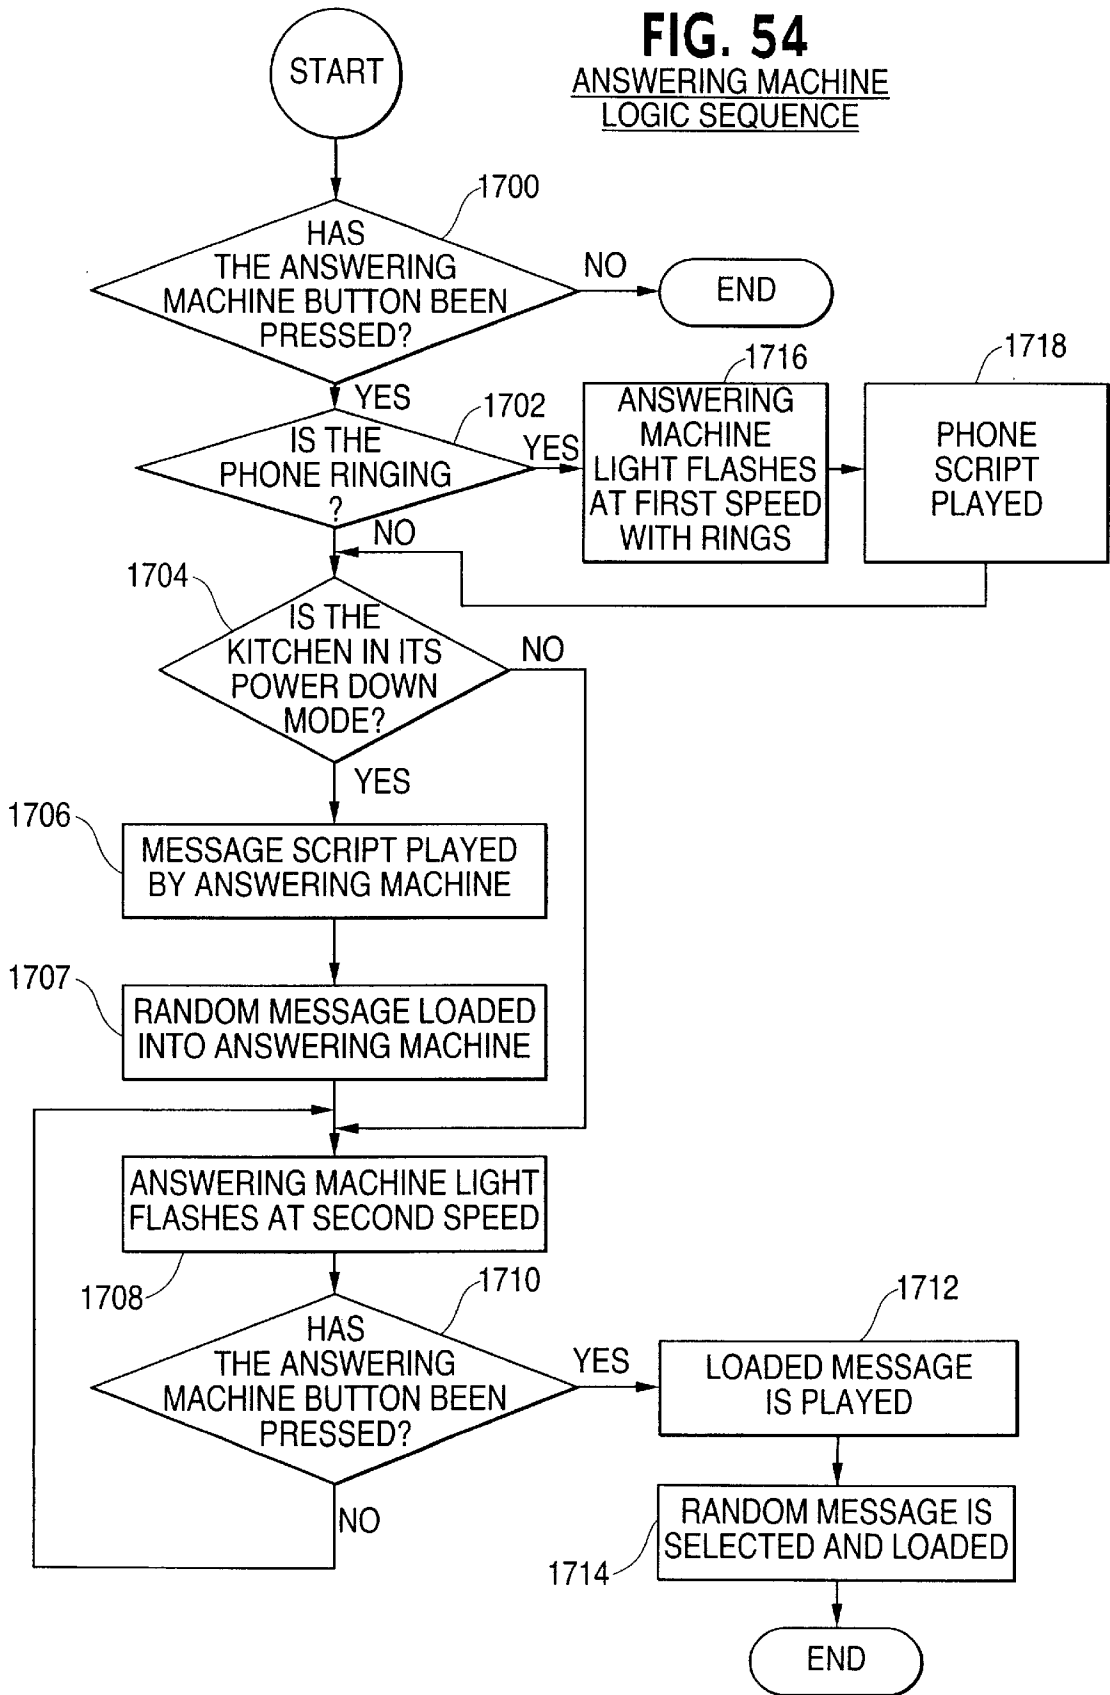 FIG. 54
ANSWERING MACHINE
LOGIC SEQUENCE
START
1700
HAS
THE ANSWERING
MACHINE BUTTON BEEN
PRESSED?
NO
END
YES
1702
IS THE
PHONE RINGING
?
YES
1716
ANSWERING
MACHINE
LIGHT FLASHES
AT FIRST SPEED
WITH RINGS
1718
PHONE
SCRIPT
PLAYED
NO
1704
IS THE
KITCHEN IN ITS
POWER DOWN
MODE?
NO
YES
1706
MESSAGE SCRIPT PLAYED
BY ANSWERING MACHINE
1707
RANDOM MESSAGE LOADED
INTO ANSWERING MACHINE
ANSWERING MACHINE LIGHT
FLASHES AT SECOND SPEED
1708
1710
HAS
THE ANSWERING
MACHINE BUTTON BEEN
PRESSED?
YES
NO
1712
LOADED MESSAGE
IS PLAYED
RANDOM MESSAGE IS
SELECTED AND LOADED
1714
END